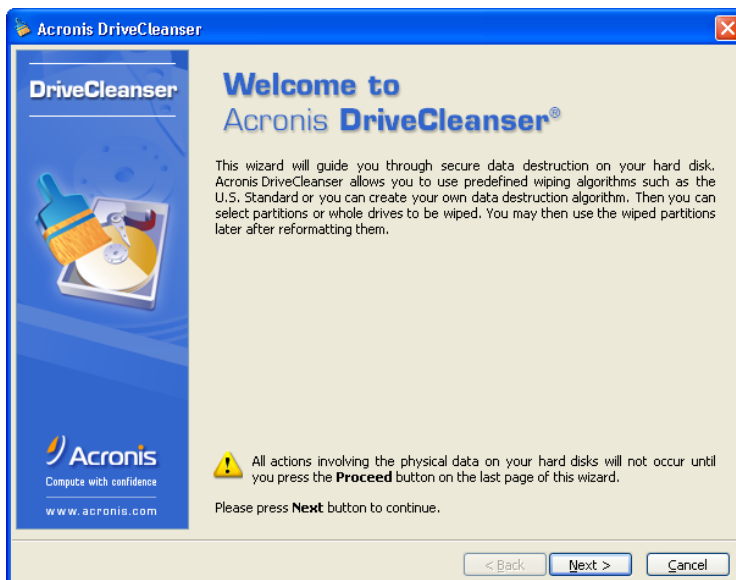 Acronis DriveCleanser
DriveCleanser
Welcome to
Acronis DriveCleanser®
This wizard will guide you through secure data destruction on your hard disk.
Acronis DriveCleanser allows you to use predefined wiping algorithms such as the
U.S. Standard or you can create your own data destruction algorithm. Then you can
select partitions or whole drives to be wiped. You may then use the wiped partitions
later after reformatting them.
Acronis
Compute with confidence
www.acronis.com
All actions involving the physical data on your hard disks will not occur until
you press the Proceed button on the last page of this wizard.
Please press Next button to continue.
< Back
Next >
Cancel